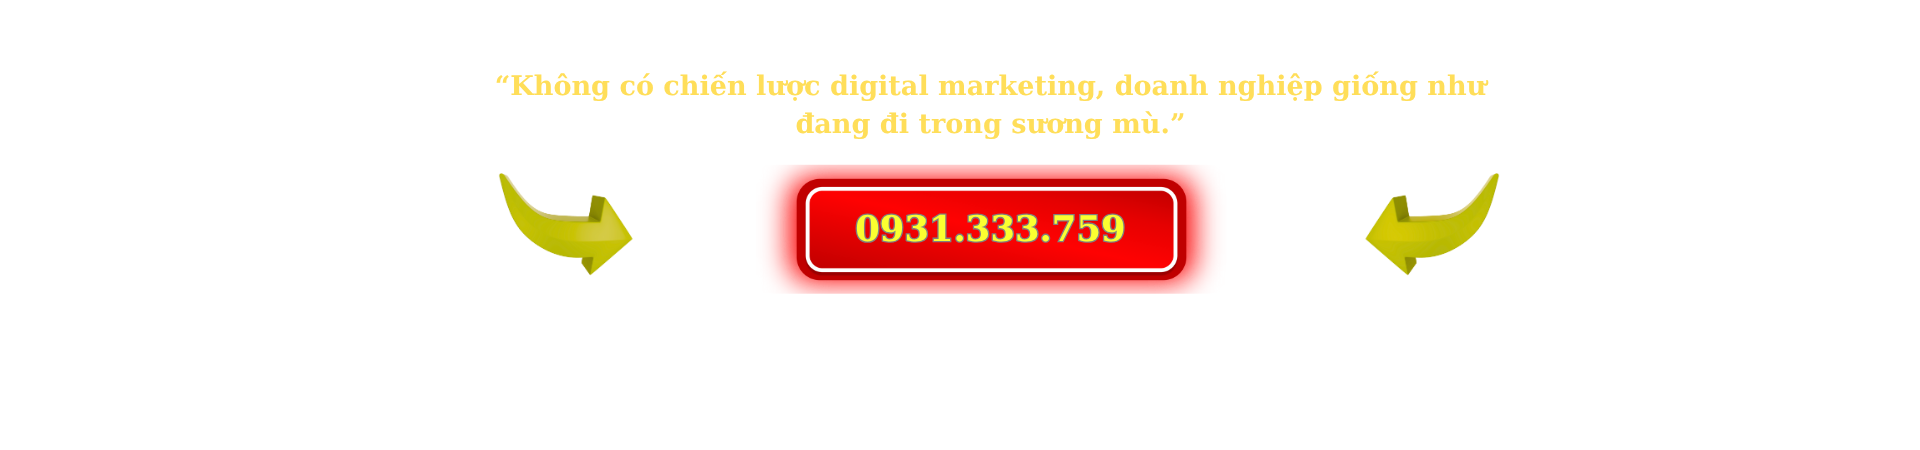 “Không có chiến lược digital marketing, doanh nghiệp giống như
đang đi trong sương mù.”
0931.333.759